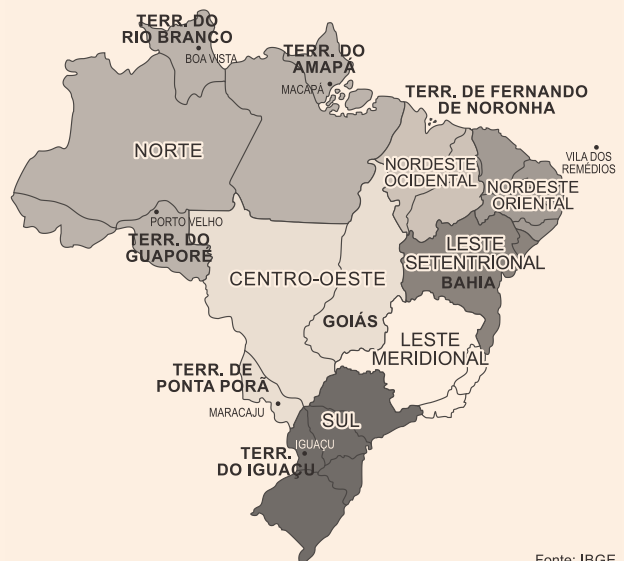 TERR. DO
RIO BRANCO
BOA VISTA
TERR. DO
AMAPÁ
MACAPÁ
TERR. DE FERNANDO
DE NORONHA
VILA DOS
REMÉDIOS
NORTE
NORDESTE
OCIDENTAL
NORDESTE
ORIENTAL
PORTO VELHO
TERR. DO
GUAPORÉ
LESTE
SETENTRIONAL
BAHIA
CENTRO-OESTE
GOIÁS
LESTE
MERIDIONAL
TERR. DE
PONTA PORÃ
MARACAJU
SUL
IGUAÇU
TERR.
DO IGUAÇU
Fonte: IBGE